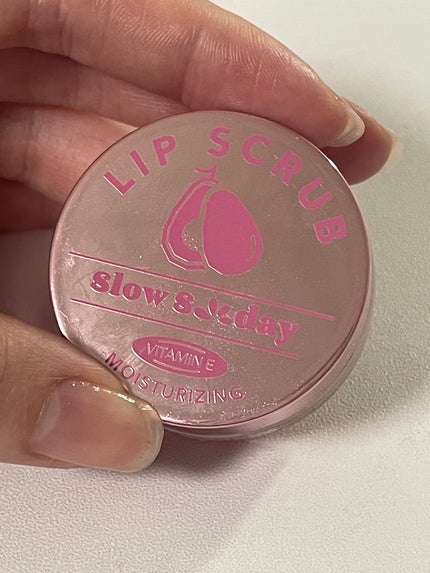 LIP SCRUB
slow
VITAMIN E
MOISTURIZING